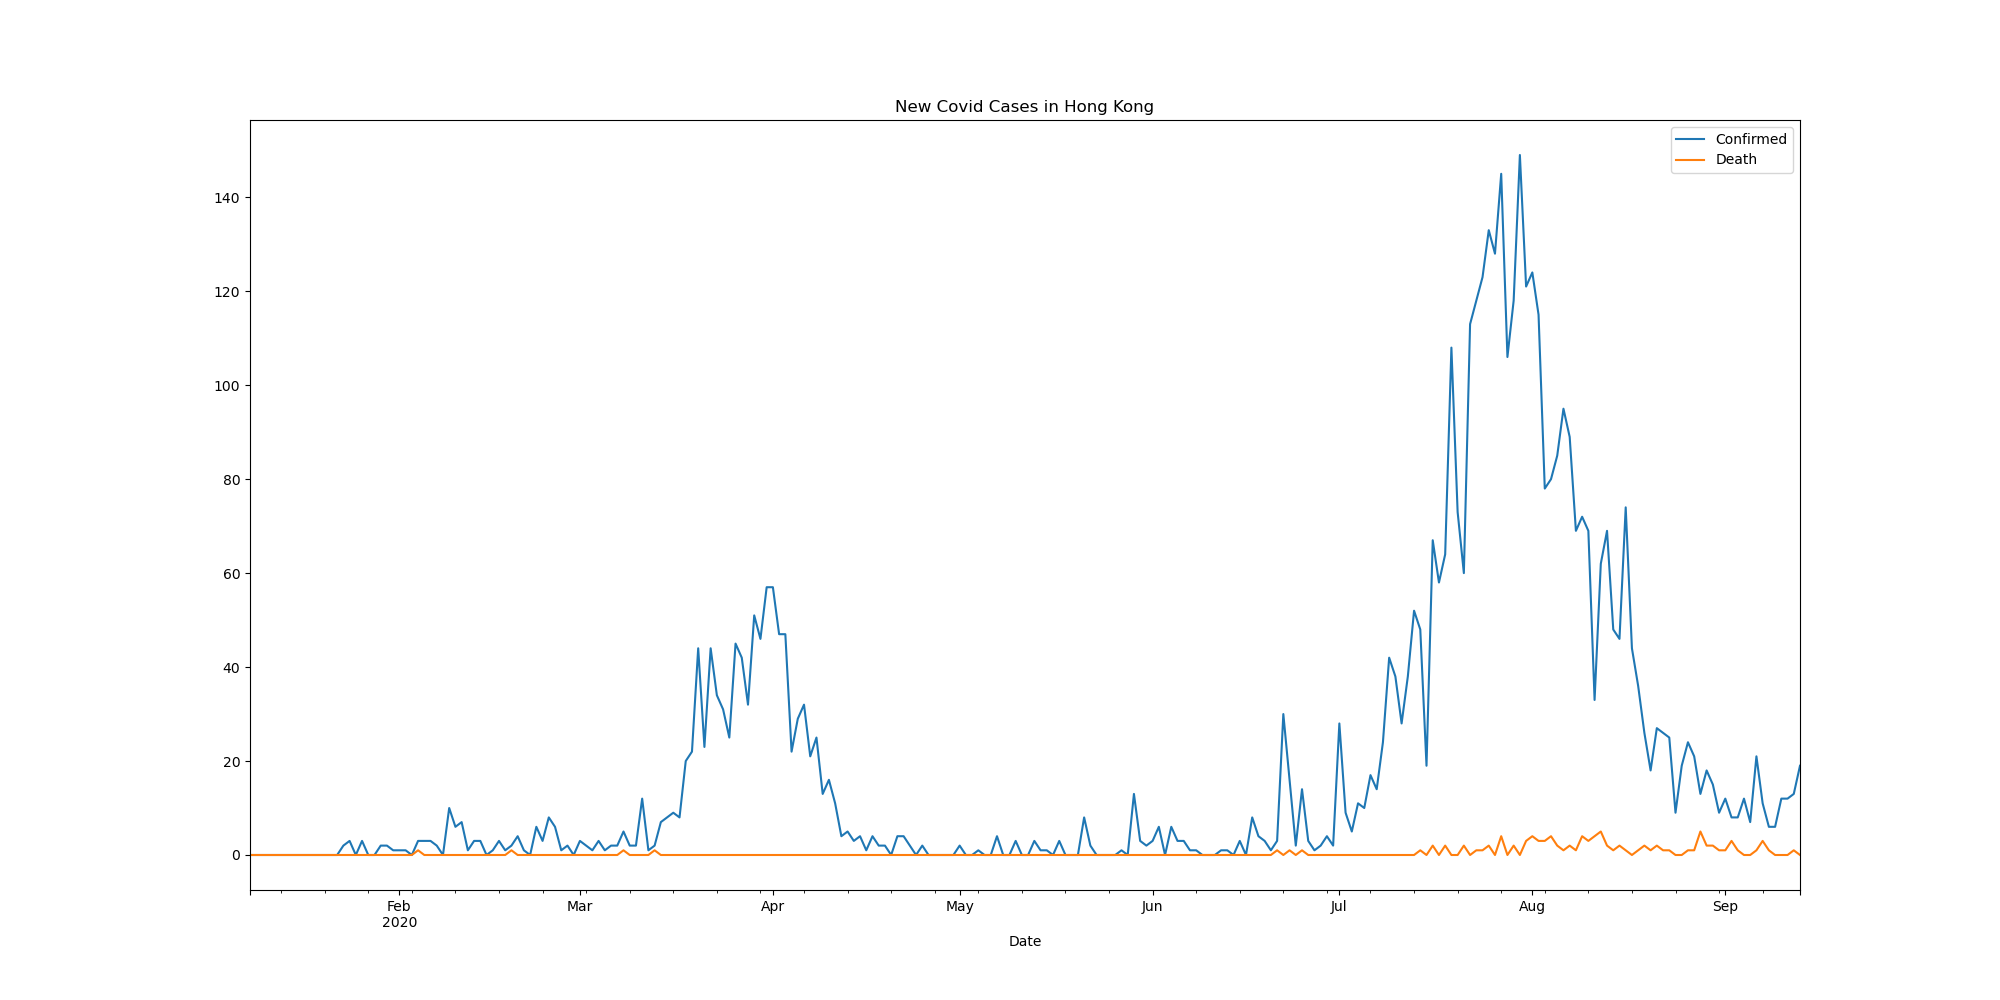 New Covid Cases in Hong Kong
Confirmed
Death
140
120
100
80
60
40
20
0
Feb Mar Apr May Jun Jul Aug Sep
2020
Date